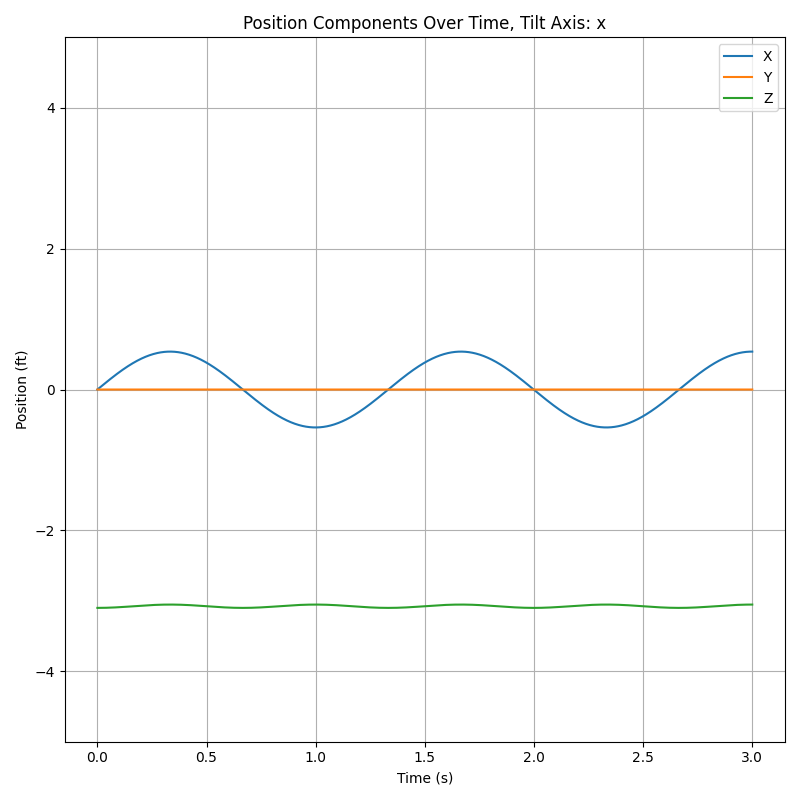 Position Components Over Time, Tilt Axis: x
X
Y
Z
4
2
0
−2
−4
Position (ft)
0.0 0.5 1.0 1.5 2.0 2.5 3.0
Time (s)